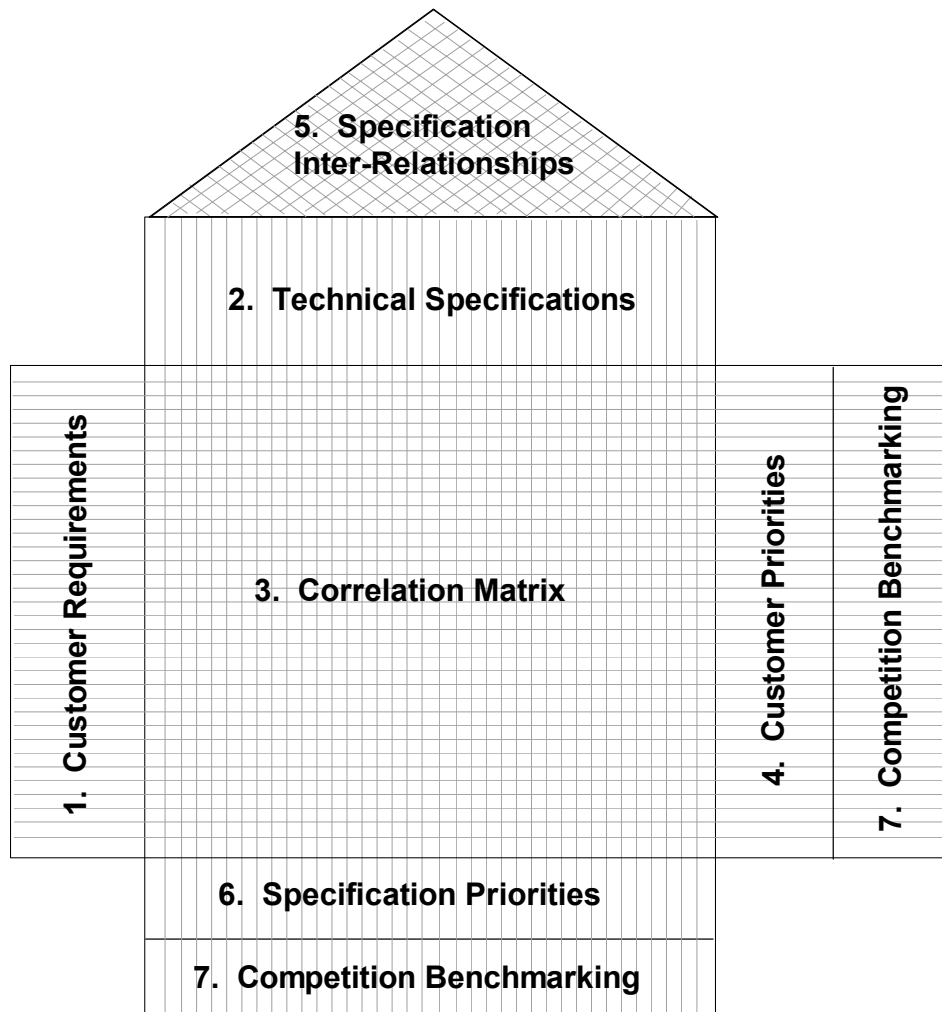 5. Specification
Inter-Relationships
2. Technical Specifications
1. Customer Requirements
3. Correlation Matrix
4. Customer Priorities
7. Competition Benchmarking
6. Specification Priorities
7. Competition Benchmarking